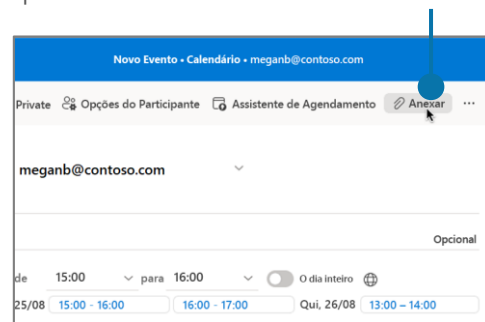 Novo Evento • Calendário • meganb@contoso.com
Private Opções do Participante Assistente de Agendamento Anexar ...
meganb@contoso.com
Opcional
de 15:00 para 16:00 O dia inteiro
25/08 15:00 - 16:00 16:00 - 17:00 Qui, 26/08 13:00 – 14:00